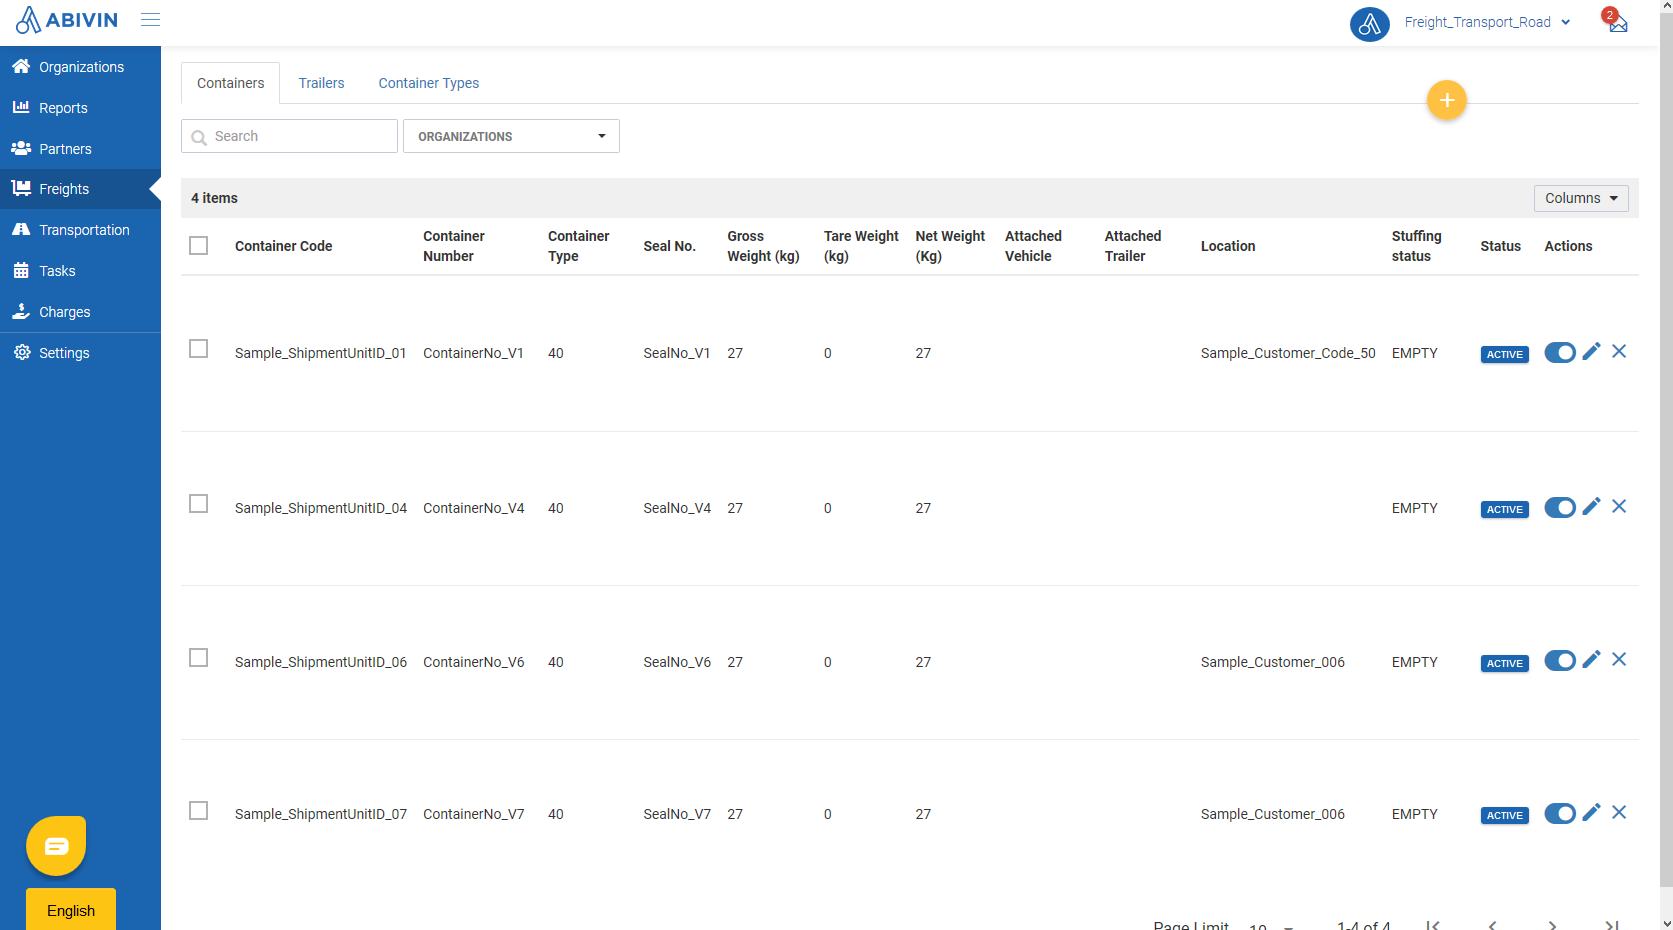 ABIVIN
Freight_Transport_Road
2
Organizations
Reports
Partners
Freights
Transportation
Tasks
Charges
Settings
English
Containers Trailers Container Types
+
Search ORGANIZATIONS
4 items Columns
Container Code Container Number Container Type Seal No. Gross Weight (kg) Tare Weight (kg) Net Weight (Kg) Attached Vehicle Attached Trailer Location Stuffing status Status Actions
Sample_ShipmentUnitID_01 ContainerNo_V1 40 SealNo_V1 27 0 27 Sample_Customer_Code_50 EMPTY ACTIVE
Sample_ShipmentUnitID_04 ContainerNo_V4 40 SealNo_V4 27 0 27 EMPTY ACTIVE
Sample_ShipmentUnitID_06 ContainerNo_V6 40 SealNo_V6 27 0 27 Sample_Customer_006 EMPTY ACTIVE
Sample_ShipmentUnitID_07 ContainerNo_V7 40 SealNo_V7 27 0 27 Sample_Customer_006 EMPTY ACTIVE
Page Limit 10 1-4 of 4